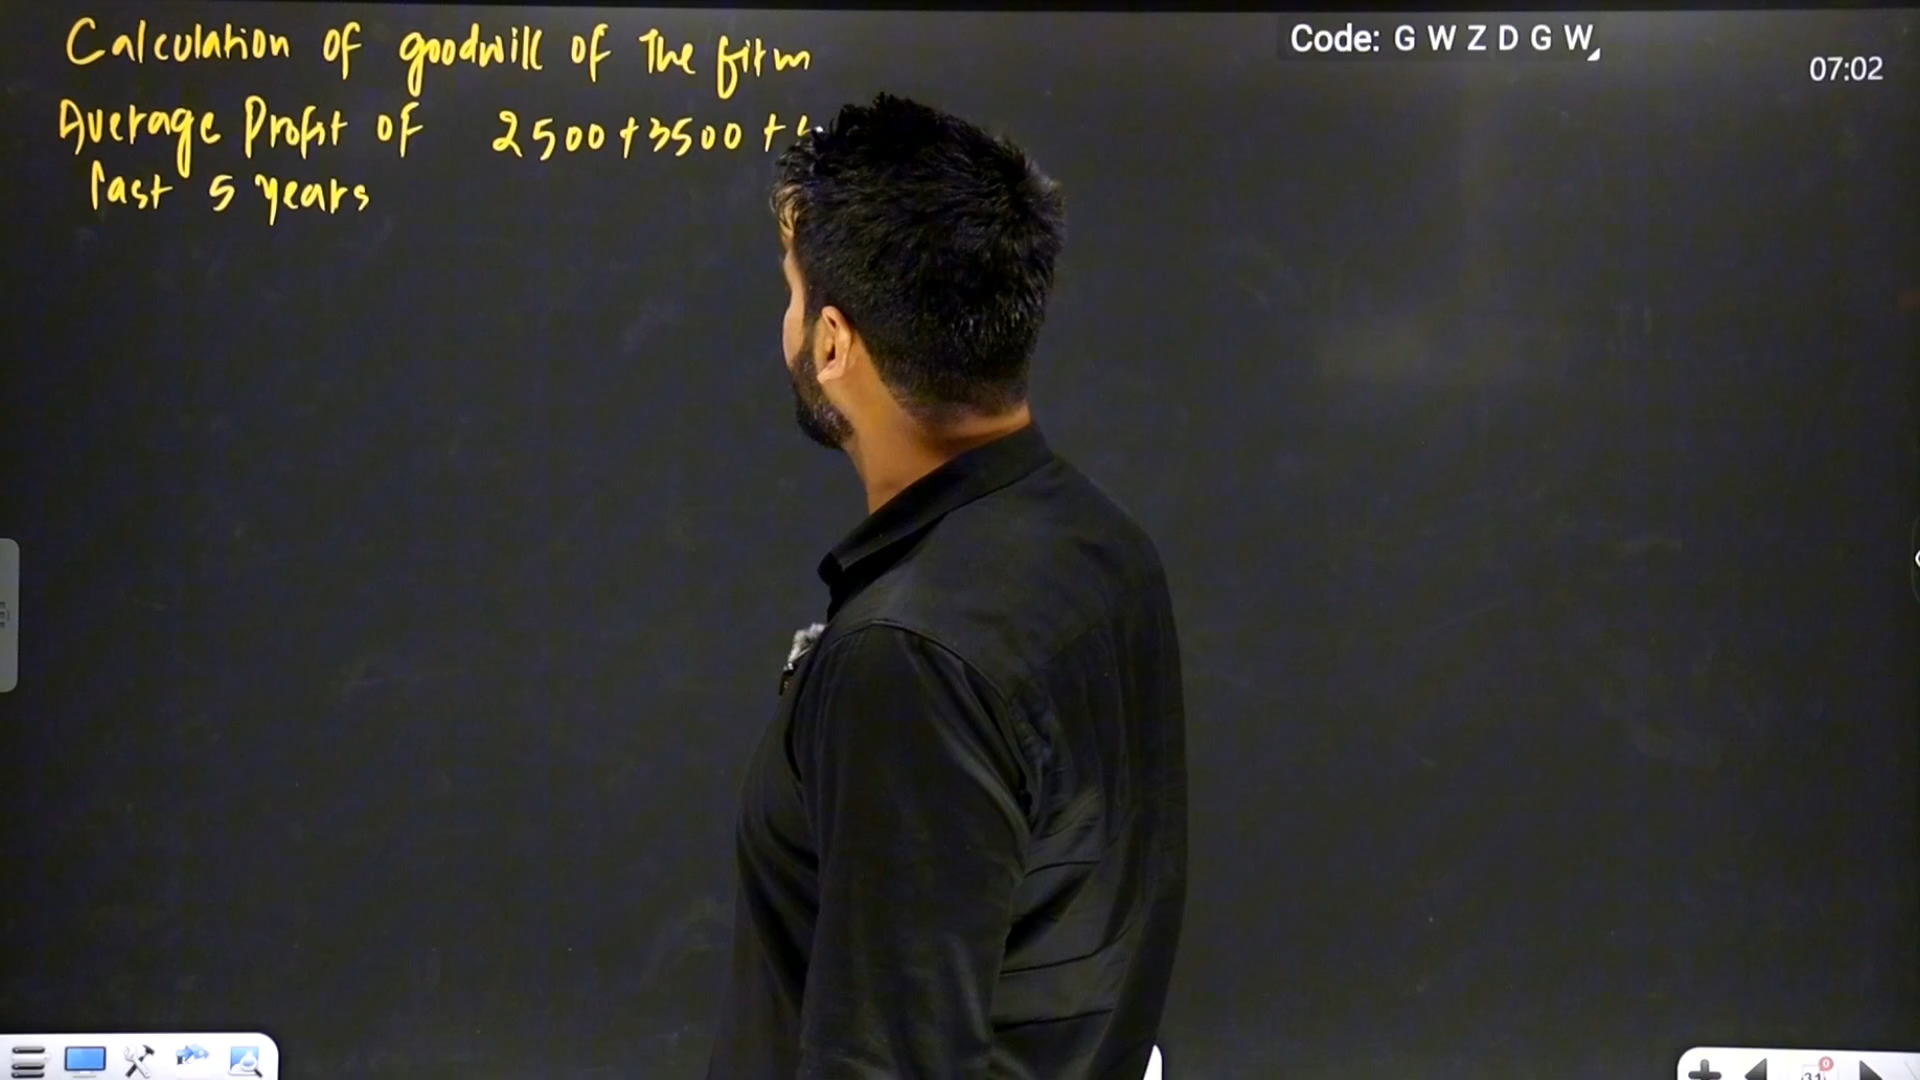 Calculation of goodwill of The firm
Code: G W Z D G W
07:02
Average Profit of 2500+3500+
last 5 years